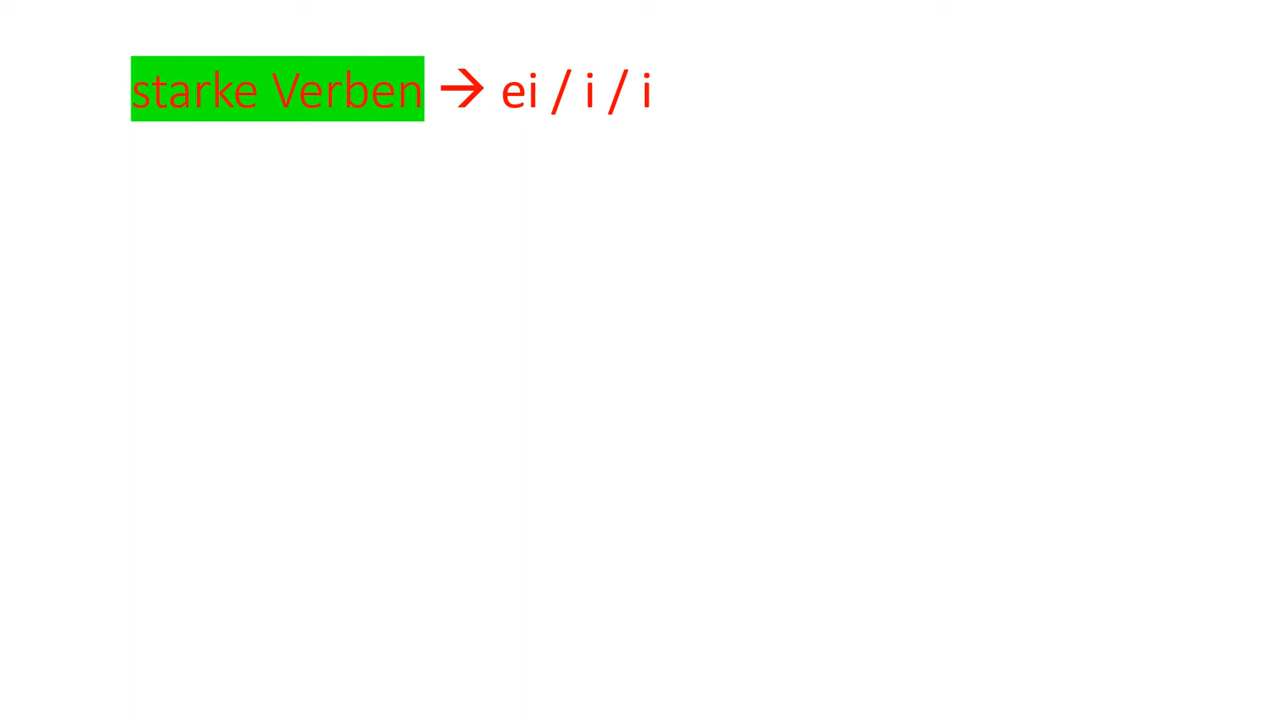 starke Verben → ei / i / i